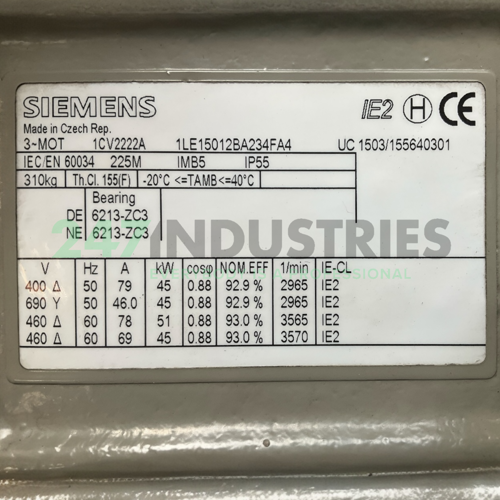 SIEMENS IE2 H CE
Made in Czech Rep.
3~MOT 1CV2222A 1LE15012BA234FA4 UC 1503/155640301
IEC/EN 60034 225M IMB5 IP55
310kg Th.Cl. 155(F) -20°C <=TAMB<=40°C
Bearing
DE 6213-ZC3
NE 6213-ZC3
247INDUSTRIES
V Hz A kW cosφ NOM.EFF 1/min IE-CL
400 Δ 50 79 45 0.88 92.9 % 2965 IE2
690 Y 50 46.0 45 0.88 92.9 % 2965 IE2
460 Δ 60 78 51 0.88 93.0 % 3565 IE2
460 Δ 60 69 45 0.88 93.0 % 3570 IE2